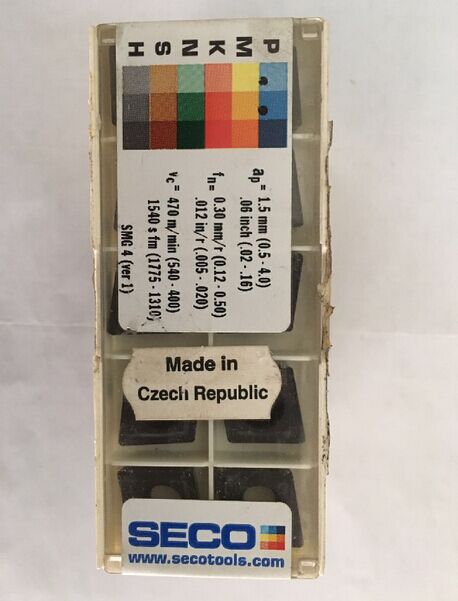 P M K N S H
ap = 1.5 mm (0.5 - 4.0)
.06 inch (.02 - .16)
fn = 0.30 mm/r (0.12 - 0.50)
.012 in/r (.005 - .020)
vc = 470 m/min (540 - 400)
1540 s fm (1775 - 1310)
SMG 4 (ver 1)
Made in
Czech Republic
SECO
www.secotools.com